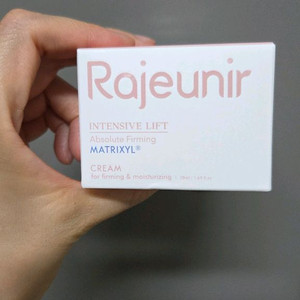 Rajeunir
INTENSIVE LIFT
Absolute Firming
MATRIXYL®
CREAM
for firming & moisturizing